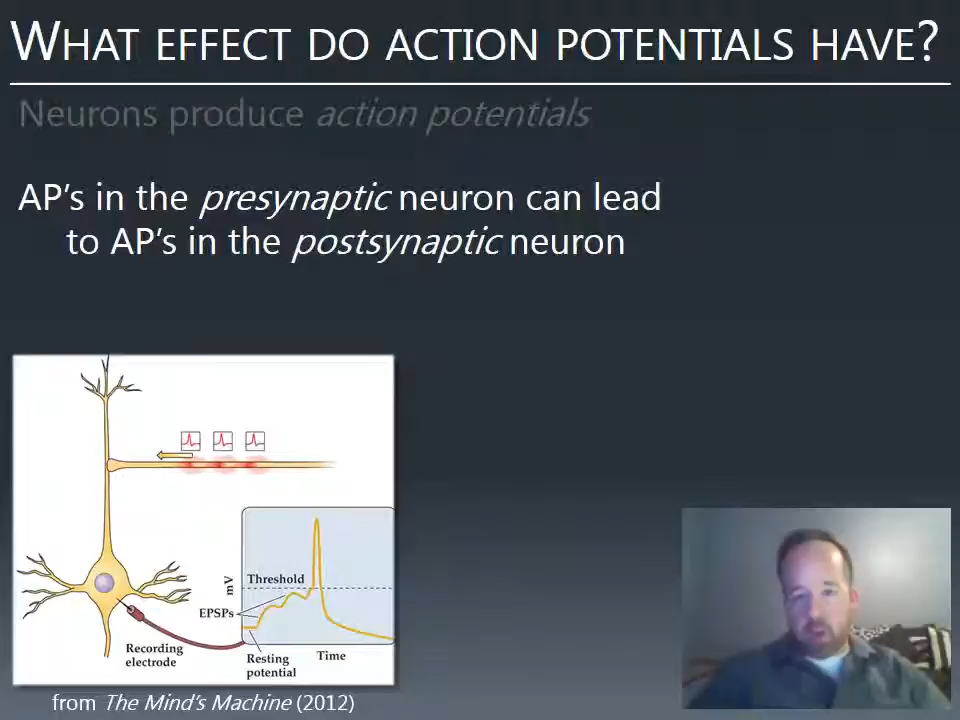 WHAT EFFECT DO ACTION POTENTIALS HAVE?
Neurons produce action potentials
AP's in the presynaptic neuron can lead
to AP's in the postsynaptic neuron
Threshold
mV
EPSPs
Recording
electrode
Resting
potential
Time
from The Mind's Machine (2012)